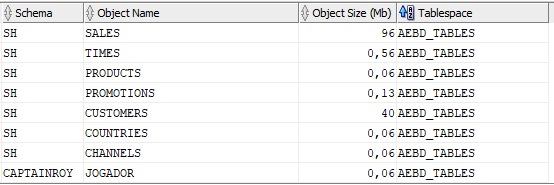 Schema Object Name Object Size (Mb) Tablespace
SH SALES 96 AEBD_TABLES
SH TIMES 0,56 AEBD_TABLES
SH PRODUCTS 0,06 AEBD_TABLES
SH PROMOTIONS 0,13 AEBD_TABLES
SH CUSTOMERS 40 AEBD_TABLES
SH COUNTRIES 0,06 AEBD_TABLES
SH CHANNELS 0,06 AEBD_TABLES
CAPTAINROY JOGADOR 0,06 AEBD_TABLES